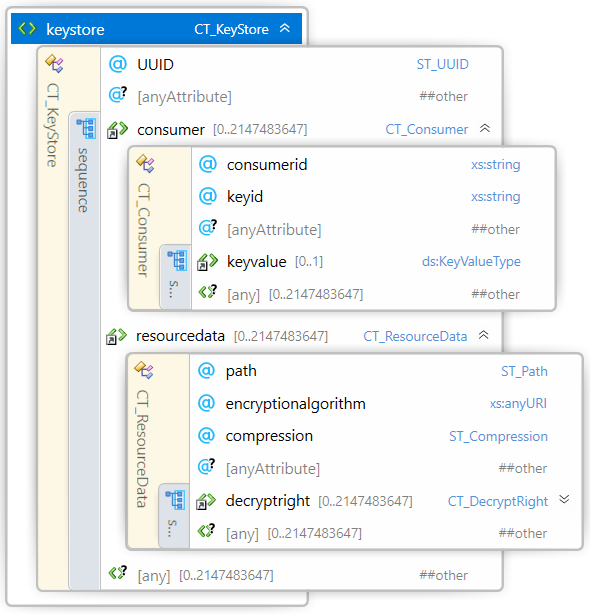 keystore CT_KeyStore
CT_KeyStore
sequence
@ UUID ST_UUID
@? [anyAttribute] ##other
consumer [0..2147483647] CT_Consumer
CT_Consumer
s...
@ consumerid xs:string
@ keyid xs:string
@? [anyAttribute] ##other
keyvalue [0..1] ds:KeyValueType
<>? [any] [0..2147483647] ##other
resourcedata [0..2147483647] CT_ResourceData
CT_ResourceData
s...
@ path ST_Path
@ encryptionalgorithm xs:anyURI
@ compression ST_Compression
@? [anyAttribute] ##other
decryptright [0..2147483647] CT_DecryptRight
<>? [any] [0..2147483647] ##other
<>? [any] [0..2147483647] ##other